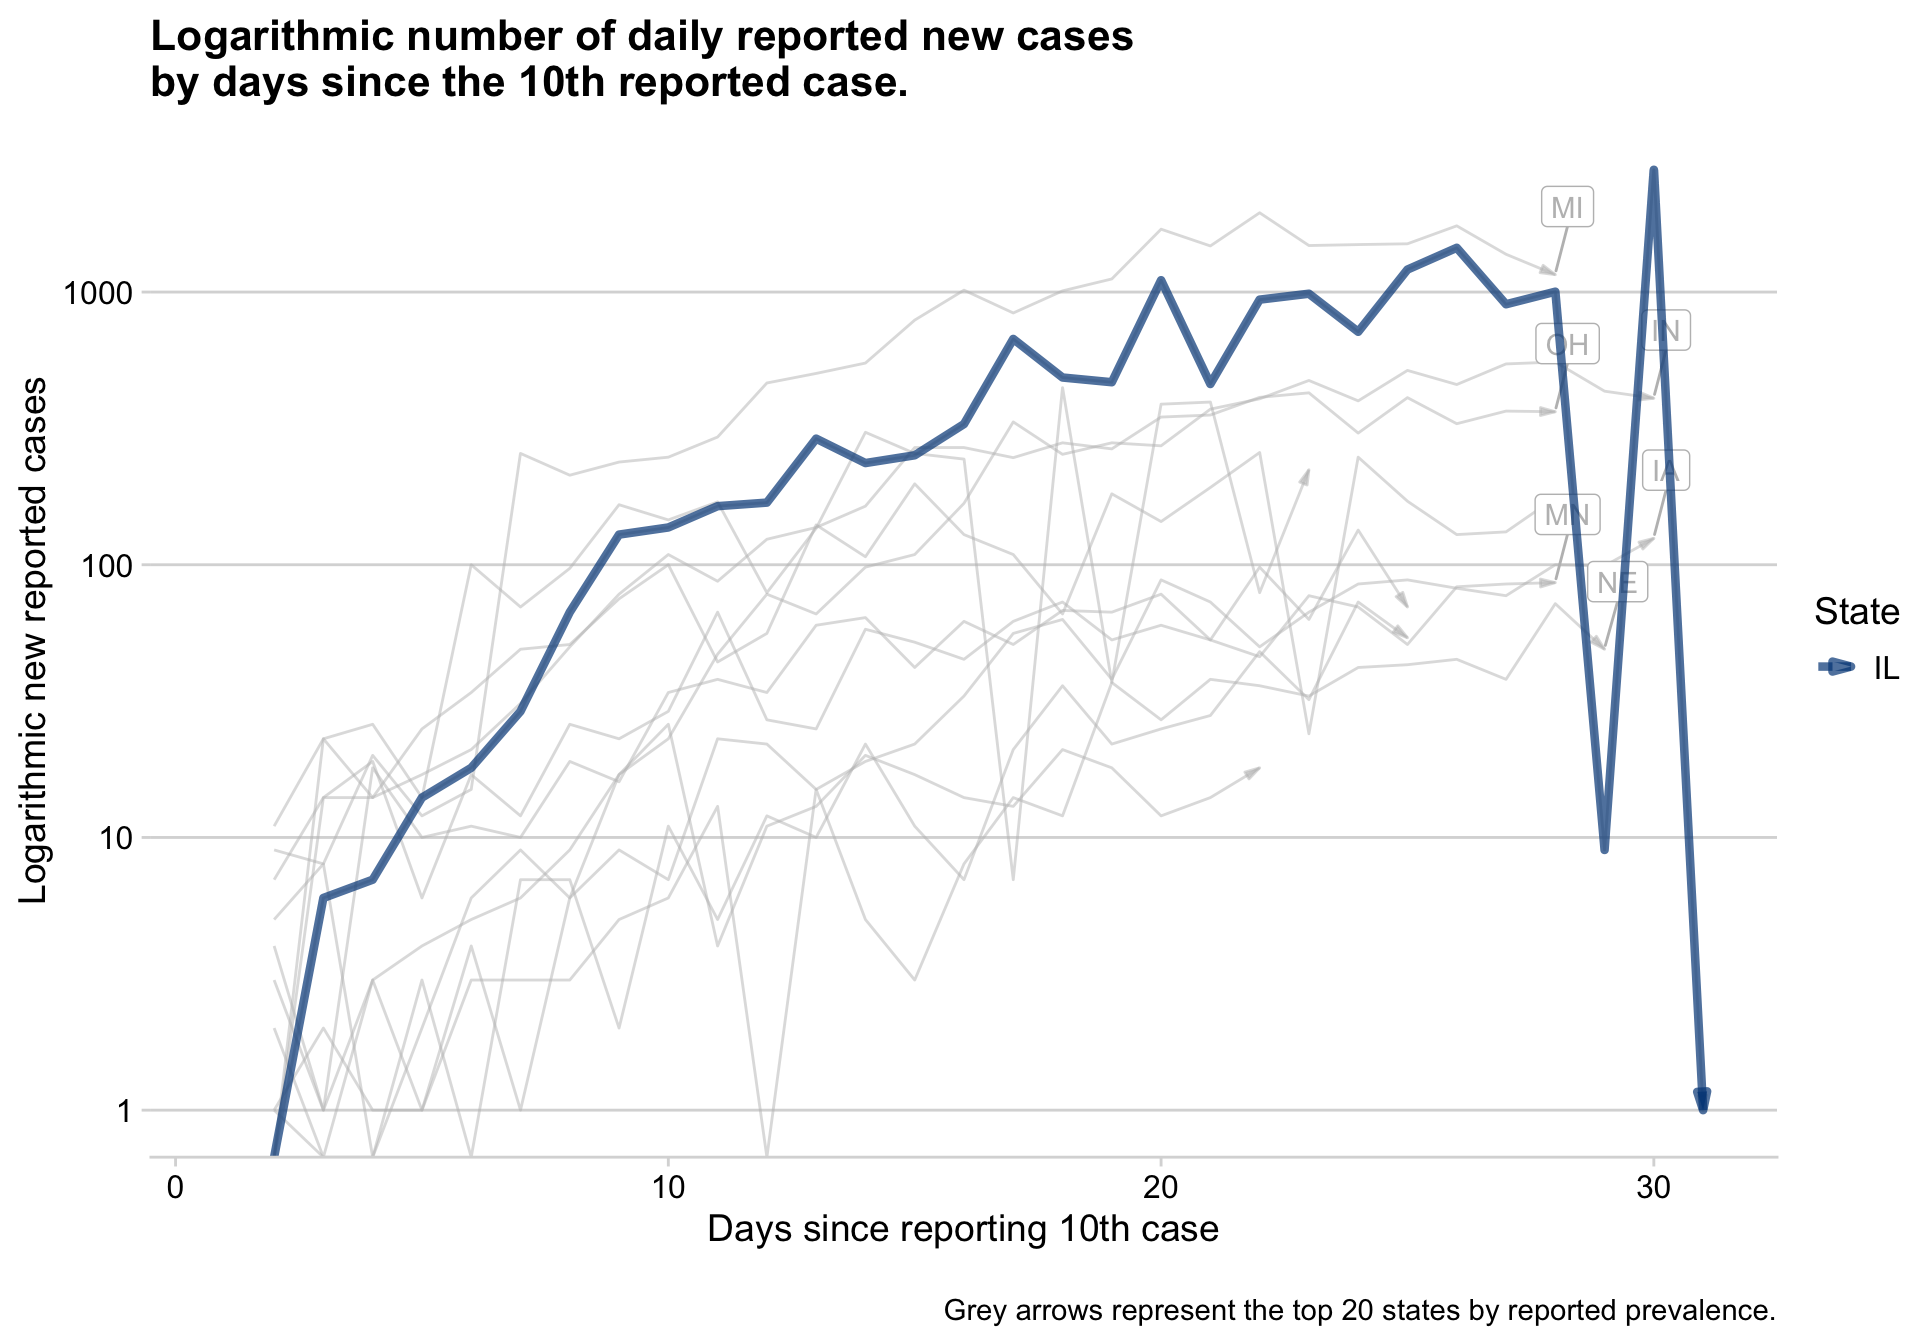 Logarithmic number of daily reported new cases
by days since the 10th reported case.
Logarithmic new reported cases
1000
100
10
1
MI
OH
IN
IA
MN
NE
State
IL
0
10
20
30
Days since reporting 10th case
Grey arrows represent the top 20 states by reported prevalence.